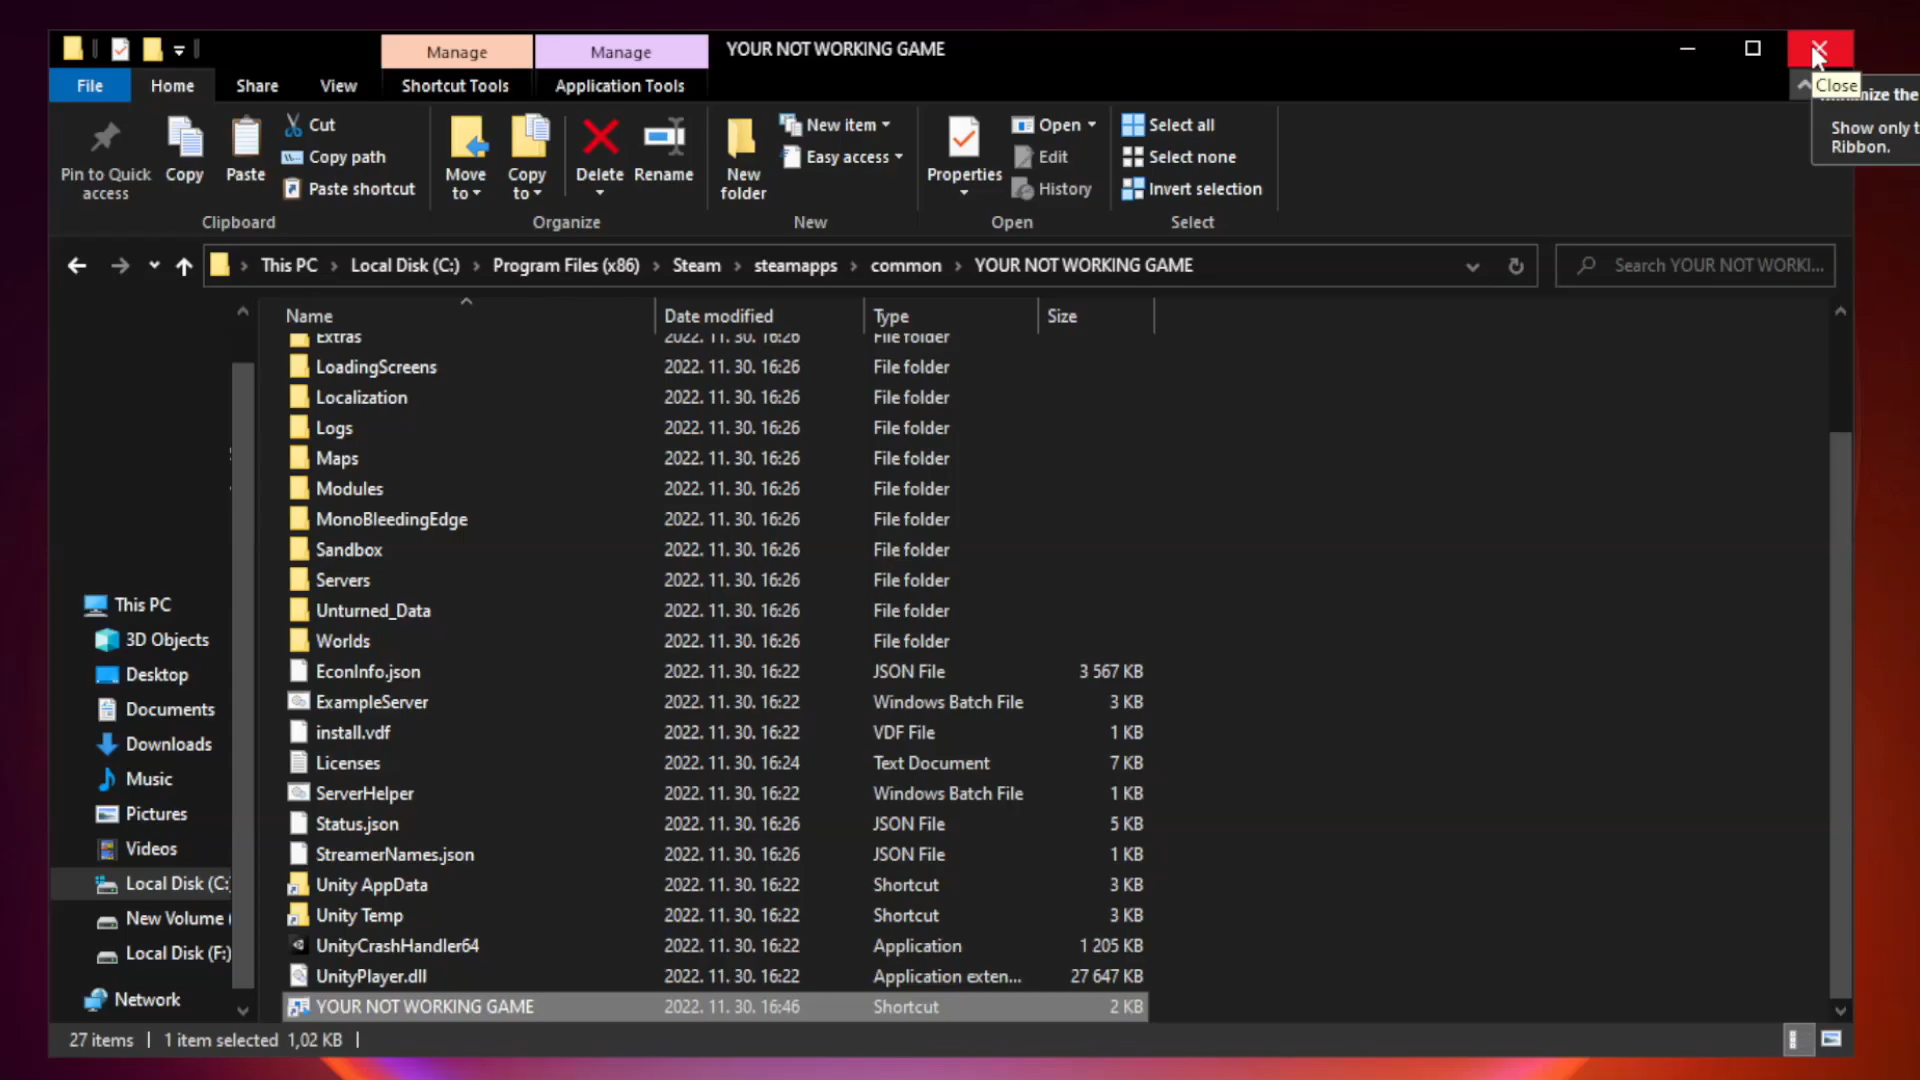 Manage
Manage
YOUR NOT WORKING GAME
File
Home
Share
View
Shortcut Tools
Application Tools
Close
the
Show only t
Ribbon.
Pin to Quick access
Copy
Paste
Cut
Copy path
Paste shortcut
Clipboard
Move to
Copy to
Delete
Rename
Organize
New folder
New item
Easy access
New
Properties
Open
Edit
History
Open
Select all
Select none
Invert selection
Select
This PC > Local Disk (C:) > Program Files (x86) > Steam > steamapps > common > YOUR NOT WORKING GAME
Search YOUR NOT WORKI...
Name Date modified Type Size
Extras 2022. 11. 30. 16:26 File folder
LoadingScreens 2022. 11. 30. 16:26 File folder
Localization 2022. 11. 30. 16:26 File folder
Logs 2022. 11. 30. 16:26 File folder
Maps 2022. 11. 30. 16:26 File folder
Modules 2022. 11. 30. 16:26 File folder
MonoBleedingEdge 2022. 11. 30. 16:26 File folder
Sandbox 2022. 11. 30. 16:26 File folder
Servers 2022. 11. 30. 16:26 File folder
Unturned_Data 2022. 11. 30. 16:26 File folder
Worlds 2022. 11. 30. 16:26 File folder
EconInfo.json 2022. 11. 30. 16:22 JSON File 3 567 KB
ExampleServer 2022. 11. 30. 16:22 Windows Batch File 3 KB
install.vdf 2022. 11. 30. 16:22 VDF File 1 KB
Licenses 2022. 11. 30. 16:24 Text Document 7 KB
ServerHelper 2022. 11. 30. 16:22 Windows Batch File 1 KB
Status.json 2022. 11. 30. 16:26 JSON File 5 KB
StreamerNames.json 2022. 11. 30. 16:26 JSON File 1 KB
Unity AppData 2022. 11. 30. 16:22 Shortcut 3 KB
Unity Temp 2022. 11. 30. 16:22 Shortcut 3 KB
UnityCrashHandler64 2022. 11. 30. 16:22 Application 1 205 KB
UnityPlayer.dll 2022. 11. 30. 16:22 Application exten... 27 647 KB
YOUR NOT WORKING GAME 2022. 11. 30. 16:46 Shortcut 2 KB
This PC
3D Objects
Desktop
Documents
Downloads
Music
Pictures
Videos
Local Disk (C:
New Volume (
Local Disk (F:)
Network
27 items
1 item selected 1,02 KB